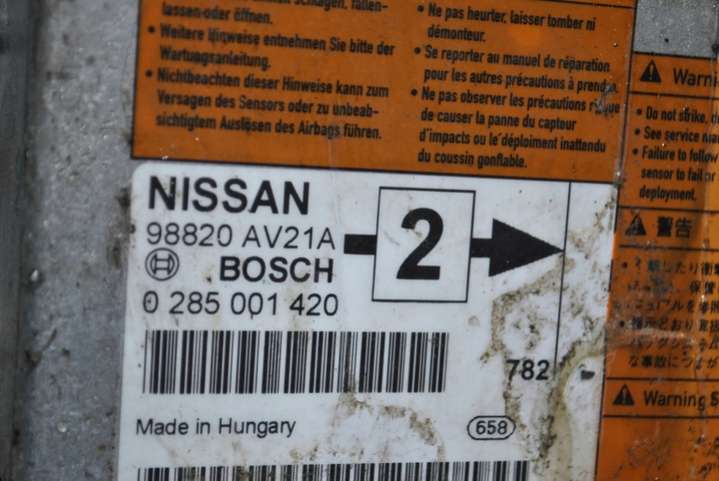 lassen oder öffnen.
• Weitere Hinweise entnehmen Sie bitte der
Wartungsanleitung.
• Nichtbeachten dieser Hinweise kann zum
Versagen des Sensors oder zu unbeab-
sichtigtem Auslösen des Airbags führen.
• Ne pas heurter, laisser tomber ni
démonteur.
• Se reporter au manuel de réparation
pour les autres précautions à prendre
• Ne pas observer les précautions
de causer la panne du capteur
d'impacts ou le déploiement inattendu
du coussin gonflable.
NISSAN
98820 AV21A
BOSCH
0 285 001 420
2
782
Made in Hungary
658
Warni
• Do not strike, d
• See service ma
• Failure to follow
sensor to fail or
deployment.
警告
Warning S